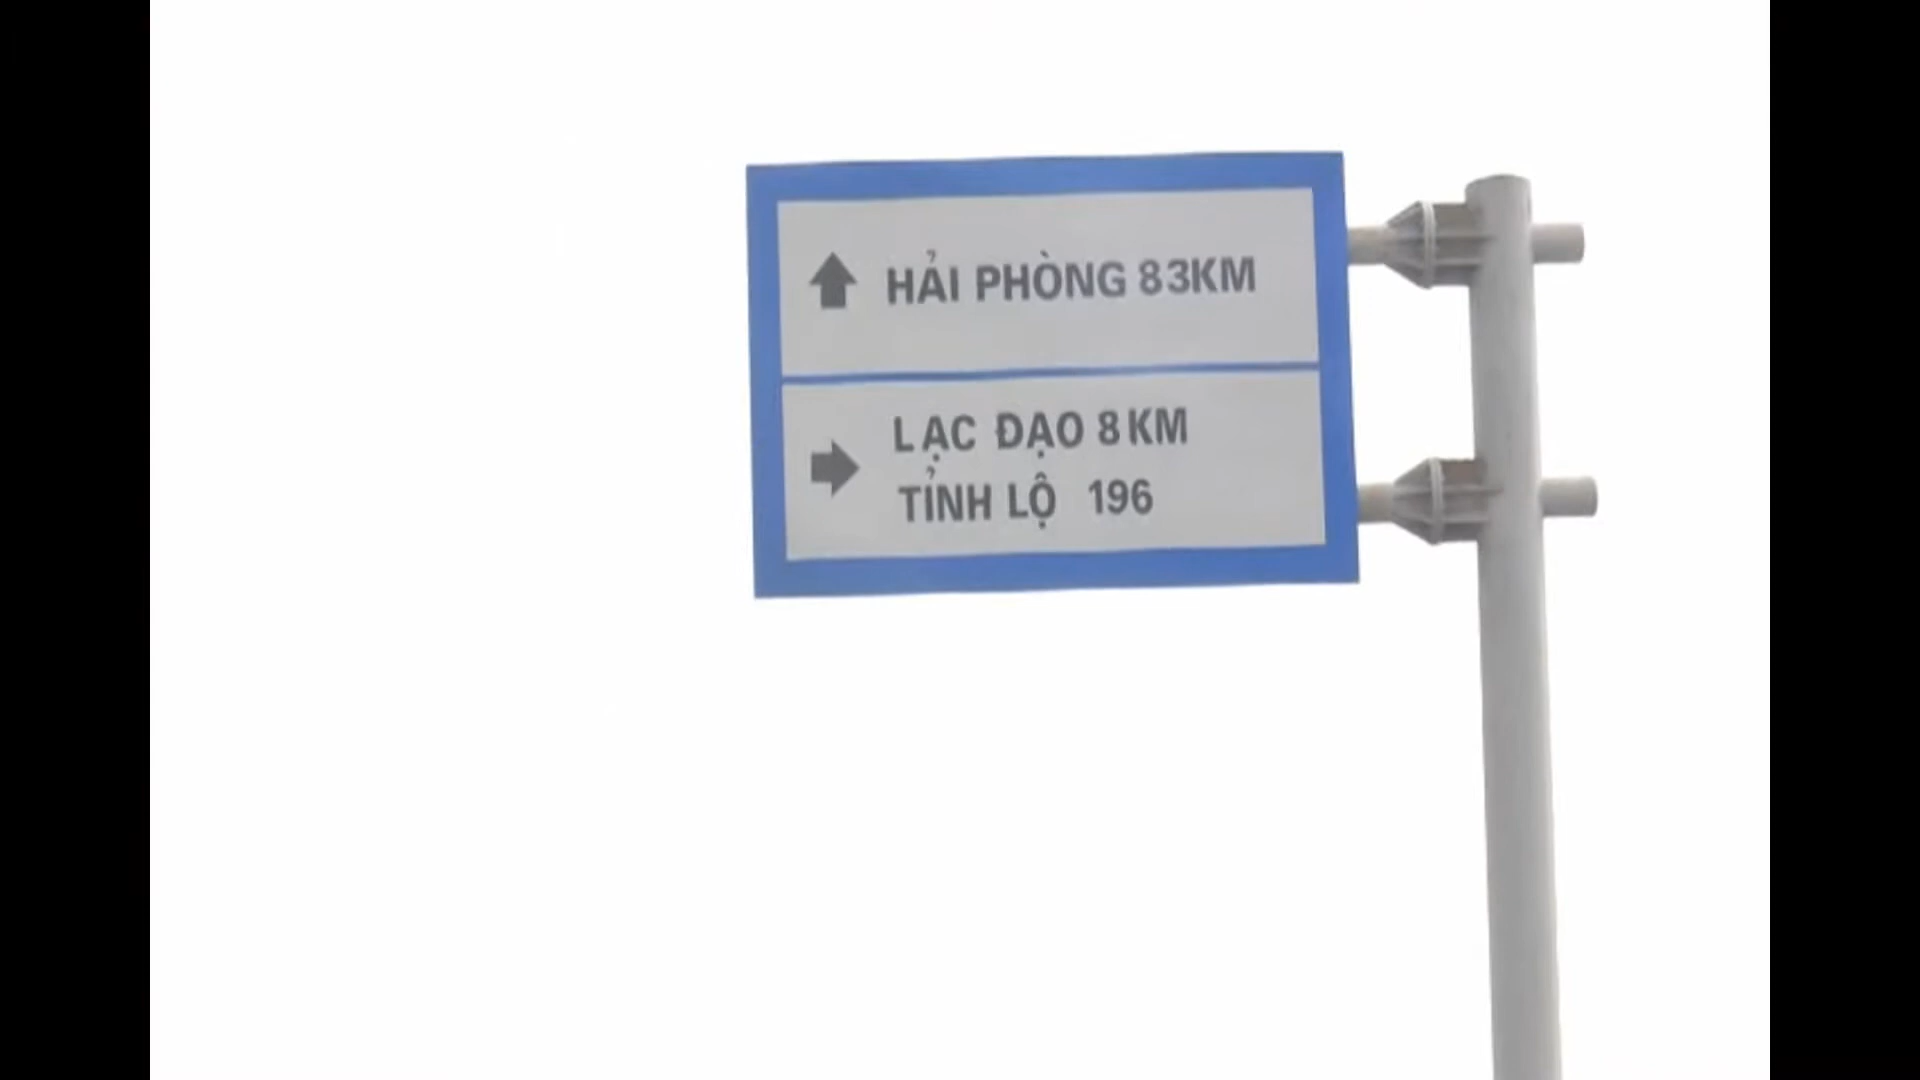 HẢI PHÒNG 83KM
LẠC ĐẠO 8KM
TỈNH LỘ 196